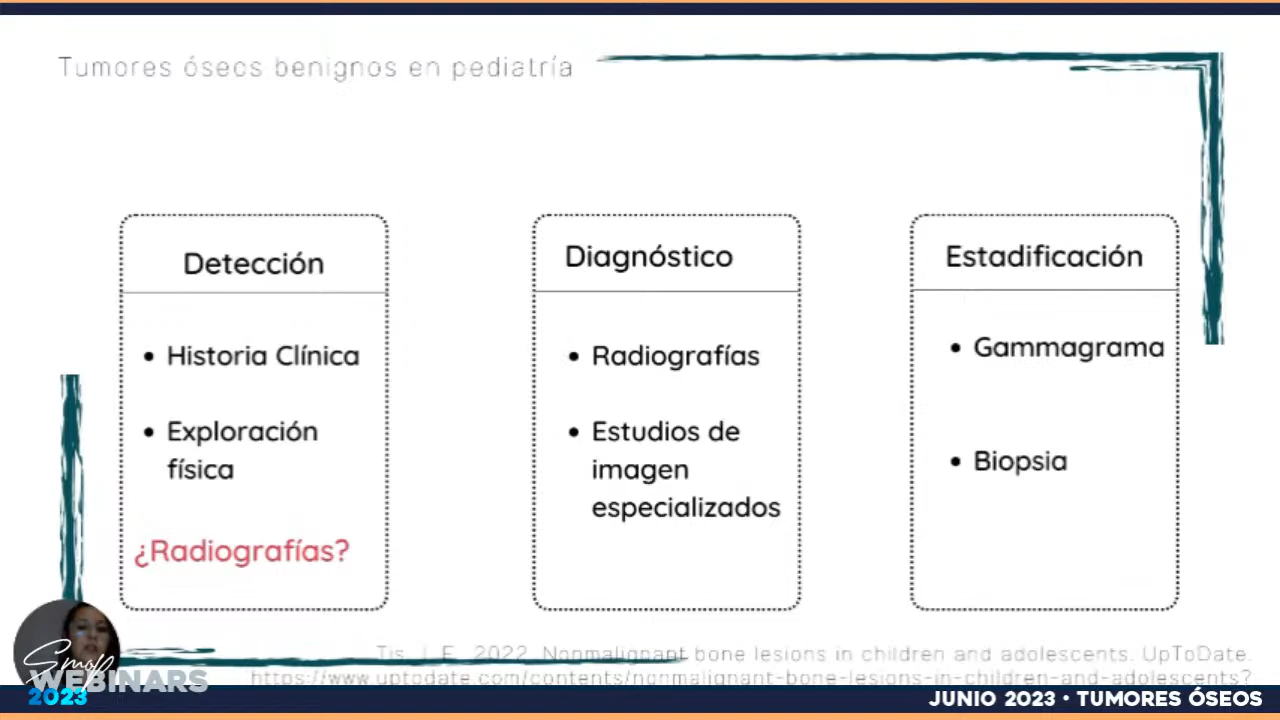 Tumores óseos benignos en pediatría
Detección
• Historia Clínica
• Exploración
física
¿Radiografías?
Diagnóstico
• Radiografías
• Estudios de
imagen
especializados
Estadificación
• Gammagrama
• Biopsia
Tis, J. E. 2022. Nonmalignant bone lesions in children and adolescents. UpToDate.
https://www.uptodate.com/contents/nonmalignant-bone-lesions-in-children-and-adolescents?
Smop
WEBINARS
2023
JUNIO 2023 • TUMORES ÓSEOS